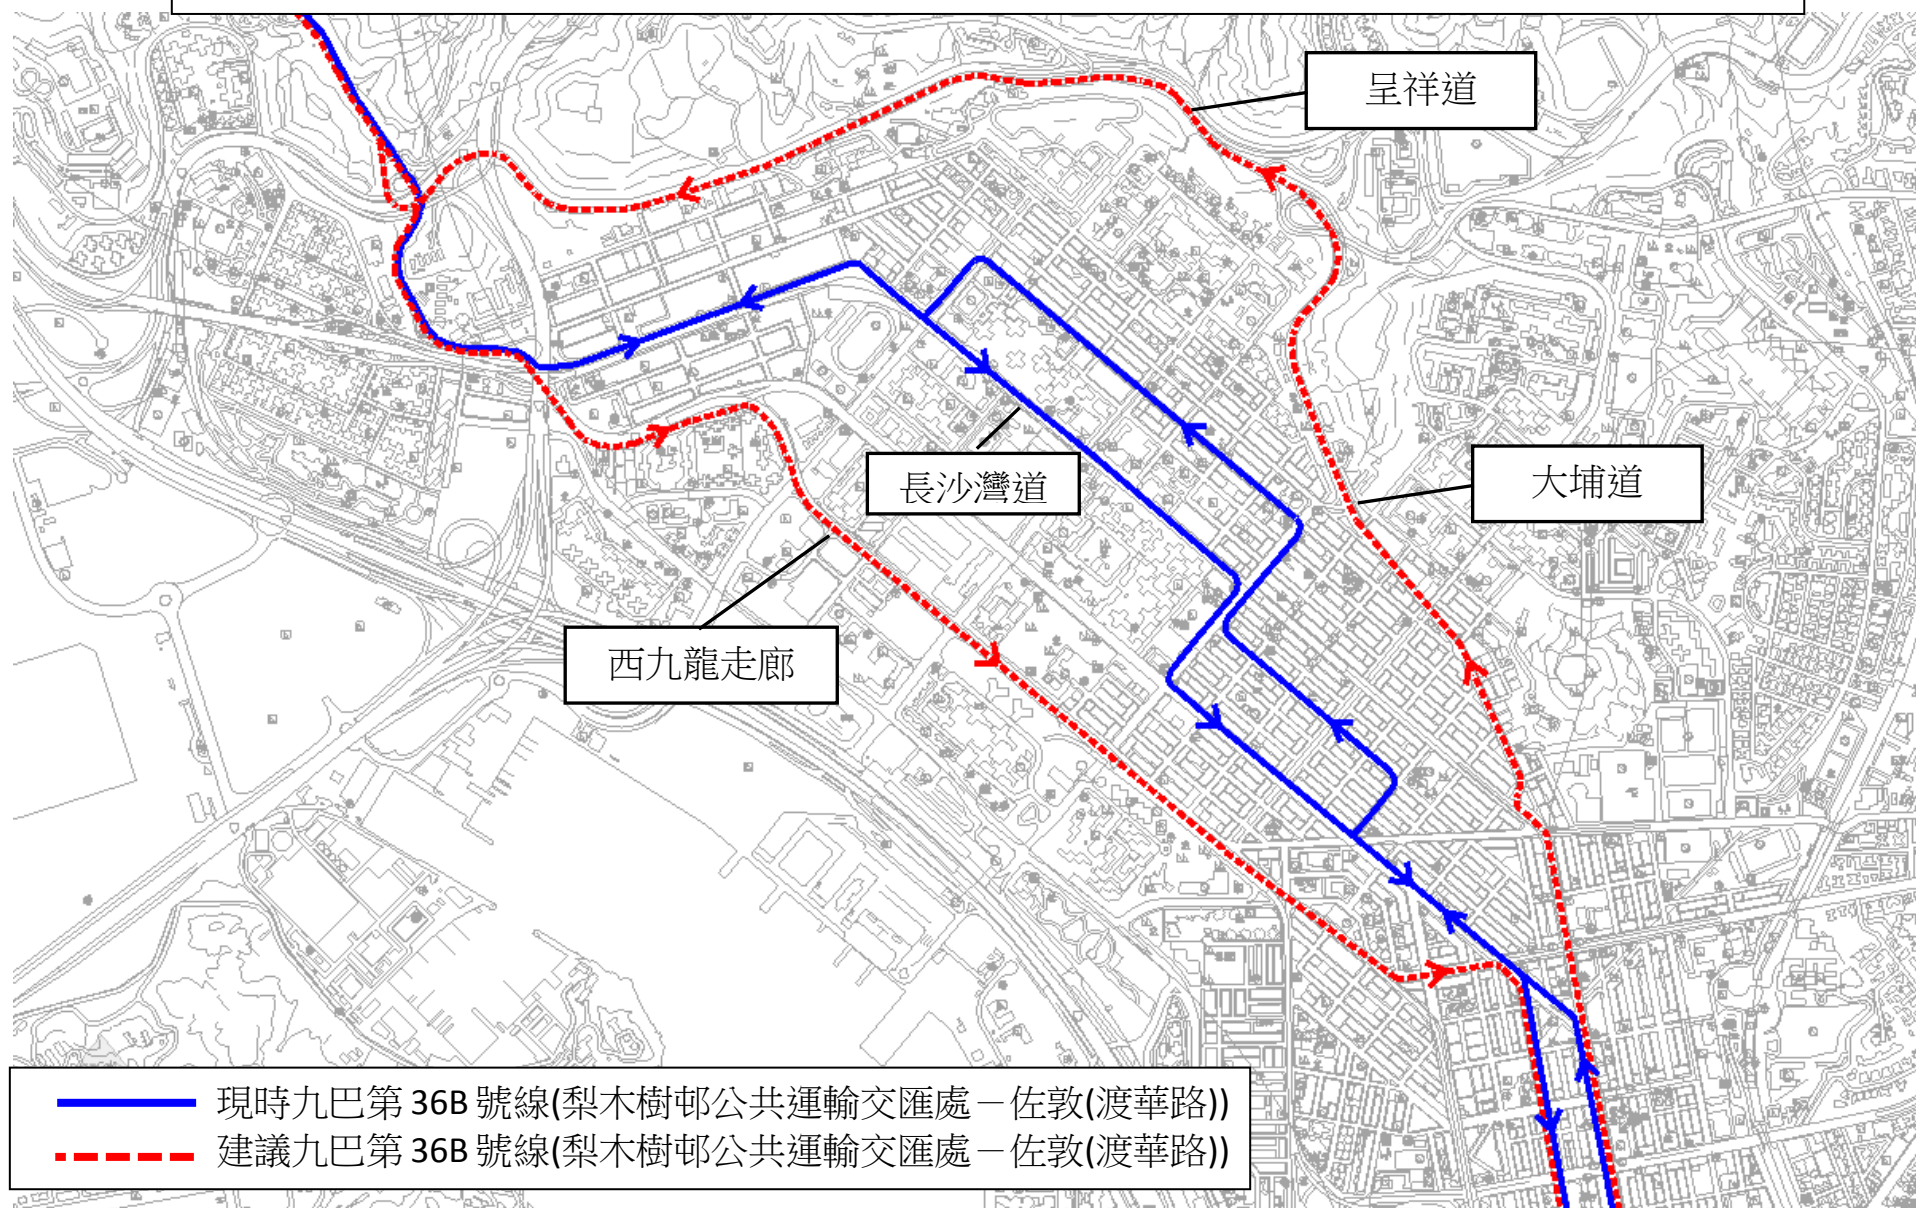 呈祥道
大埔道
長沙灣道
西九龍走廊
現時九巴第 36B 號線(梨木樹邨公共運輸交匯處－佐敦(渡華路))
建議九巴第 36B 號線(梨木樹邨公共運輸交匯處－佐敦(渡華路))